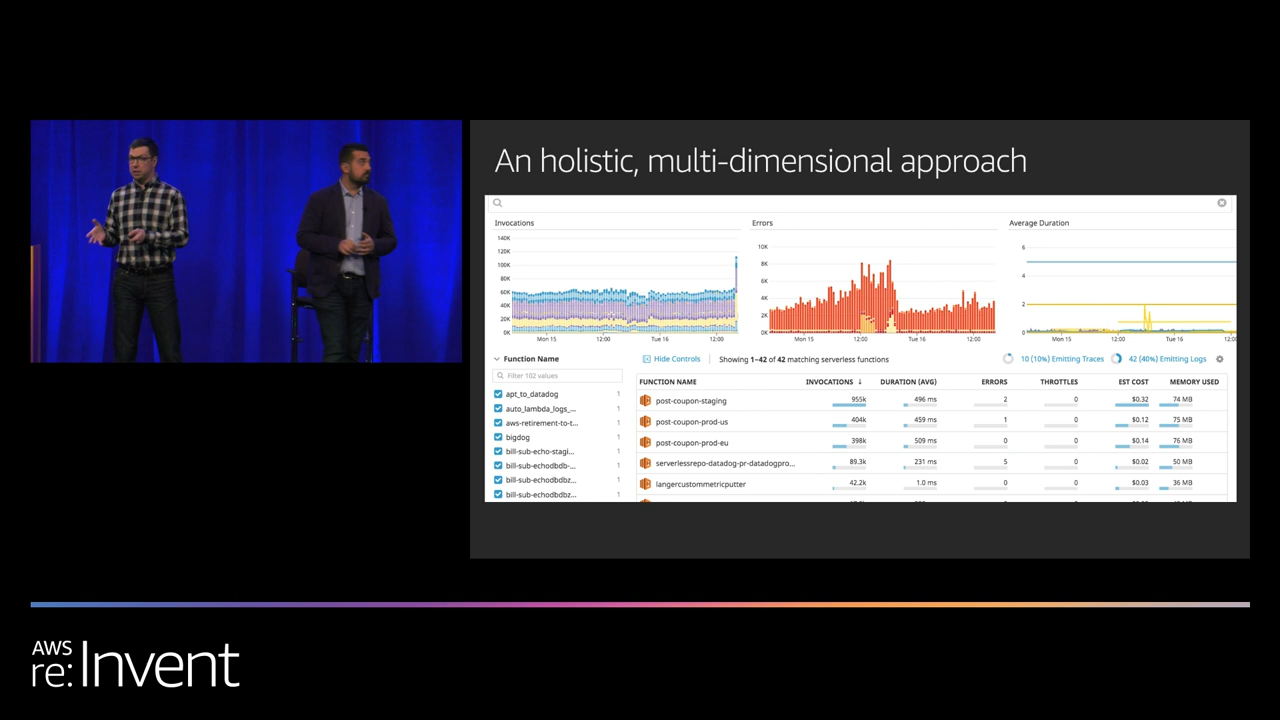 An holistic, multi-dimensional approach
Invocations
140K
120K
100K
80K
60K
40K
20K
0K
Mon 15 12:00 Tue 16 12:00
Errors
10K
8K
6K
4K
2K
0K
Mon 15 12:00 Tue 16 12:00
Average Duration
6
4
2
0
Mon 15 12:00 Tue 16 12:0
Function Name
Filter 102 values
apt_to_datadog 1
auto_lambda_logs_... 1
aws-retirement-to-t... 1
bigdog 1
bill-sub-echo-stagi... 1
bill-sub-echodbdb-... 1
bill-sub-echodbdbz... 1
bill-sub-echodbdbz... 1
Hide Controls Showing 1–42 of 42 matching serverless functions 10 (10%) Emitting Traces 42 (40%) Emitting Logs
FUNCTION NAME INVOCATIONS ↓ DURATION (AVG) ERRORS THROTTLES EST COST MEMORY USED
post-coupon-staging 955k 496 ms 2 0 $0.32 74 MB
post-coupon-prod-us 404k 459 ms 1 0 $0.12 75 MB
post-coupon-prod-eu 398k 509 ms 0 0 $0.14 76 MB
serverlessrepo-datadog-pr-datadogpro... 89.3k 231 ms 5 0 $0.02 50 MB
langercustommetricputter 42.2k 1.0 ms 0 0 $0.03 36 MB
AWS
re:Invent